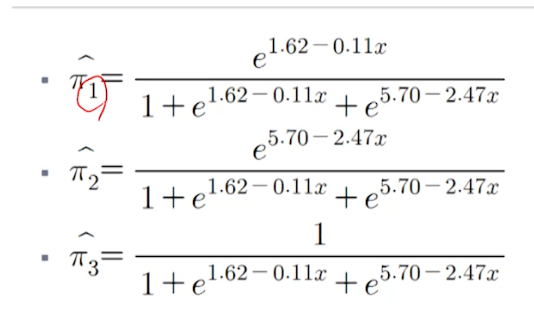 ▪ π̂₁= e^{1.62−0.11x} / (1+e^{1.62−0.11x}+e^{5.70−2.47x})
▪ π̂₂= e^{5.70−2.47x} / (1+e^{1.62−0.11x}+e^{5.70−2.47x})
▪ π̂₃= 1 / (1+e^{1.62−0.11x}+e^{5.70−2.47x})